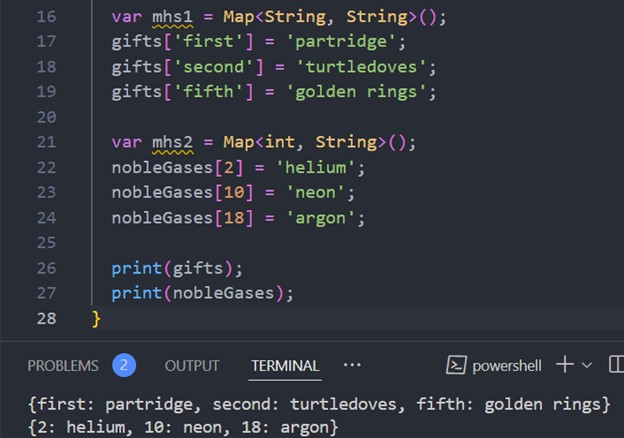 16 var mhs1 = Map<String, String>();
17 gifts['first'] = 'partridge';
18 gifts['second'] = 'turtledoves';
19 gifts['fifth'] = 'golden rings';
20
21 var mhs2 = Map<int, String>();
22 nobleGases[2] = 'helium';
23 nobleGases[10] = 'neon';
24 nobleGases[18] = 'argon';
25
26 print(gifts);
27 print(nobleGases);
28 }
PROBLEMS 2 OUTPUT TERMINAL ··· powershell
{first: partridge, second: turtledoves, fifth: golden rings}
{2: helium, 10: neon, 18: argon}